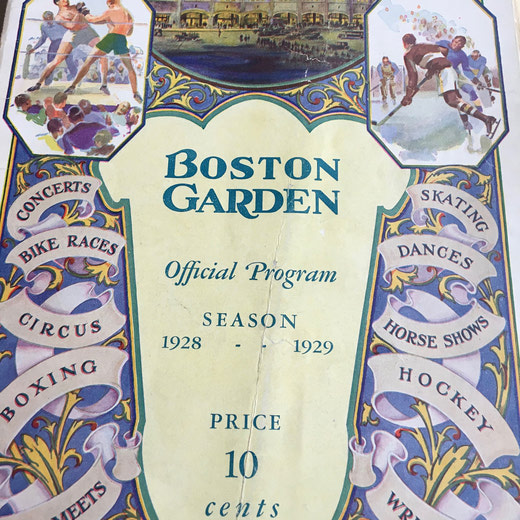 BOSTON
GARDEN
Official Program
SEASON
1928 - - 1929
PRICE
10
cents
CONCERTS
BIKE RACES
CIRCUS
BOXING
MEETS
SKATING
DANCES
HORSE SHOWS
HOCKEY